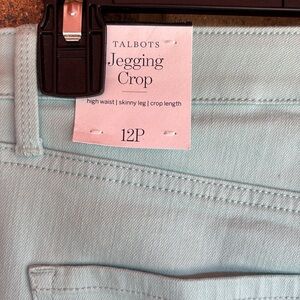 TALBOTS
Jegging
Crop
high waist | skinny leg | crop length
12P